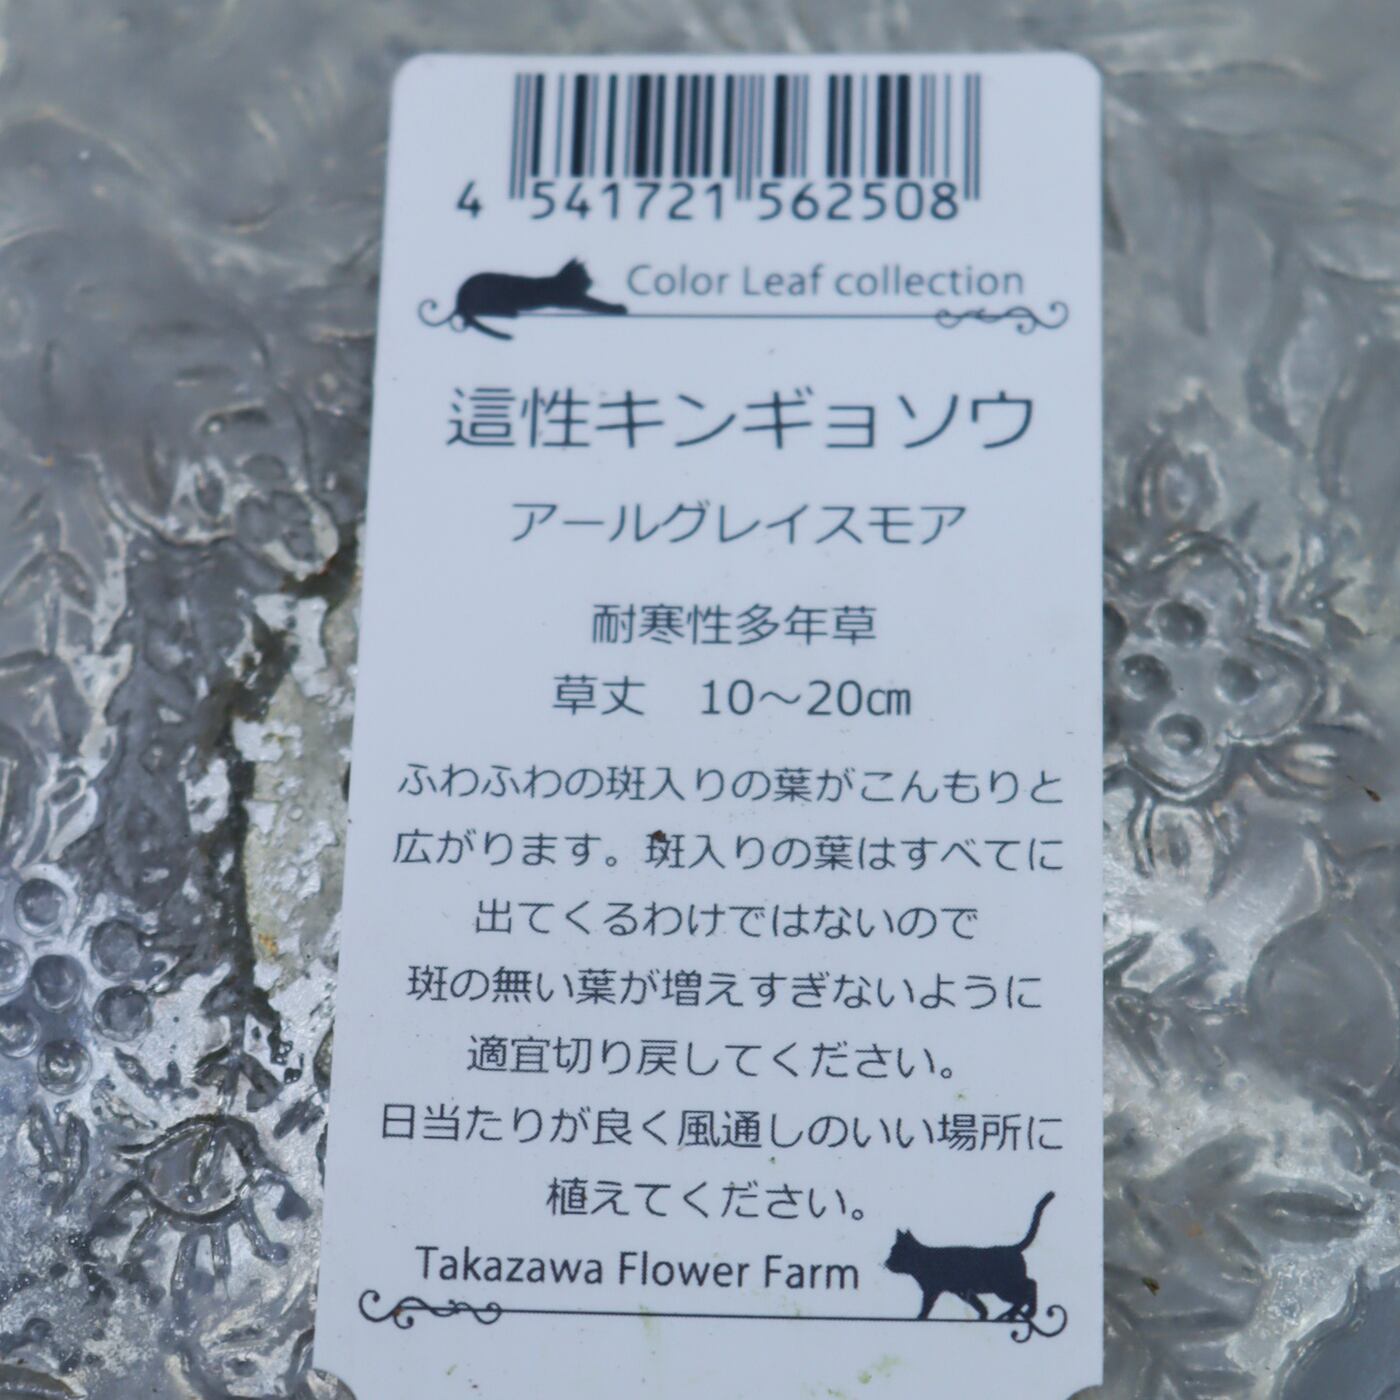 4 541721 562508
Color Leaf collection
這性キンギョソウ
アールグレイスモア
耐寒性多年草
草丈　10～20㎝
ふわふわの斑入りの葉がこんもりと
広がります。斑入りの葉はすべてに
出てくるわけではないので
斑の無い葉が増えすぎないように
適宜切り戻してください。
日当たりが良く風通しのいい場所に
植えてください。
Takazawa Flower Farm